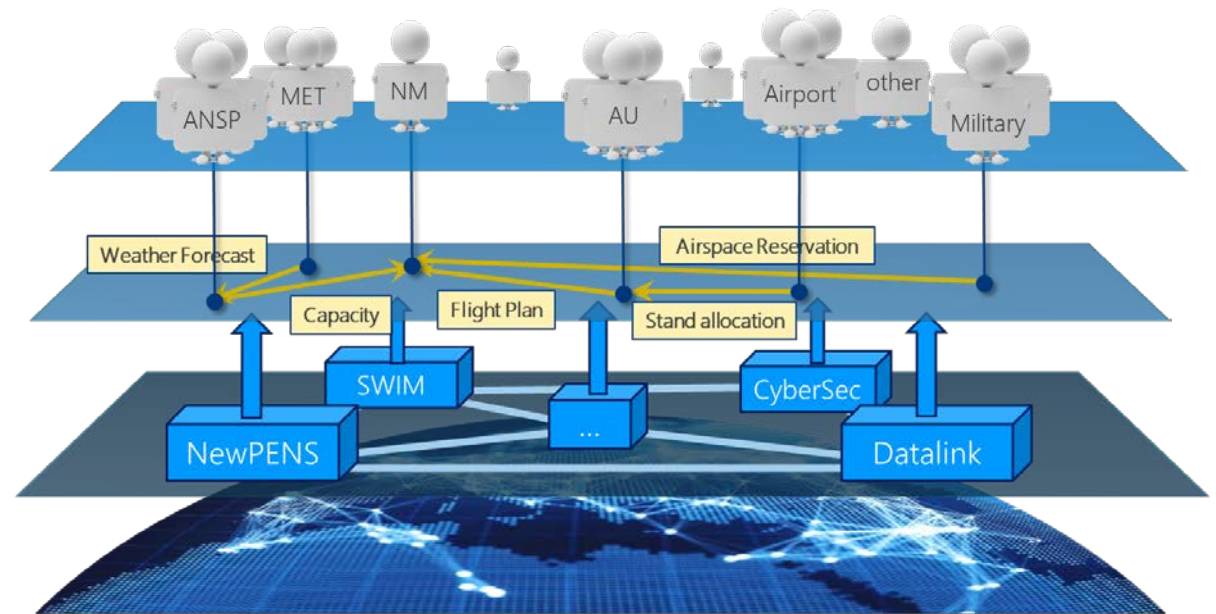 ANSP
MET
NM
AU
Airport
other
Military
Weather Forecast
Airspace Reservation
Capacity
Flight Plan
Stand allocation
SWIM
CyberSec
NewPENS
...
Datalink